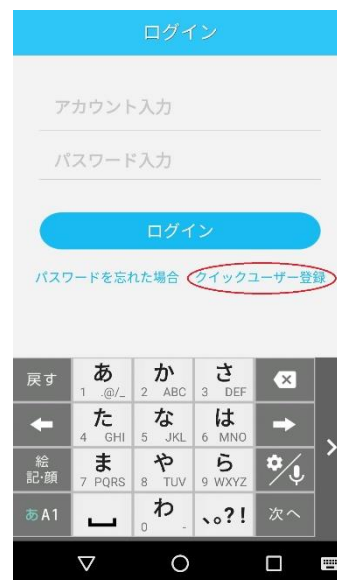 ログイン
アカウント入力
パスワード入力
ログイン
パスワードを忘れた場合 クイックユーザー登録
戻す あ か さ
1 .@/_ 2 ABC 3 DEF
た な は
4 GHI 5 JKL 6 MNO
絵記・顔 ま や ら
7 PQRS 8 TUV 9 WXYZ
あA1 わ 、。?! 次へ
0 -